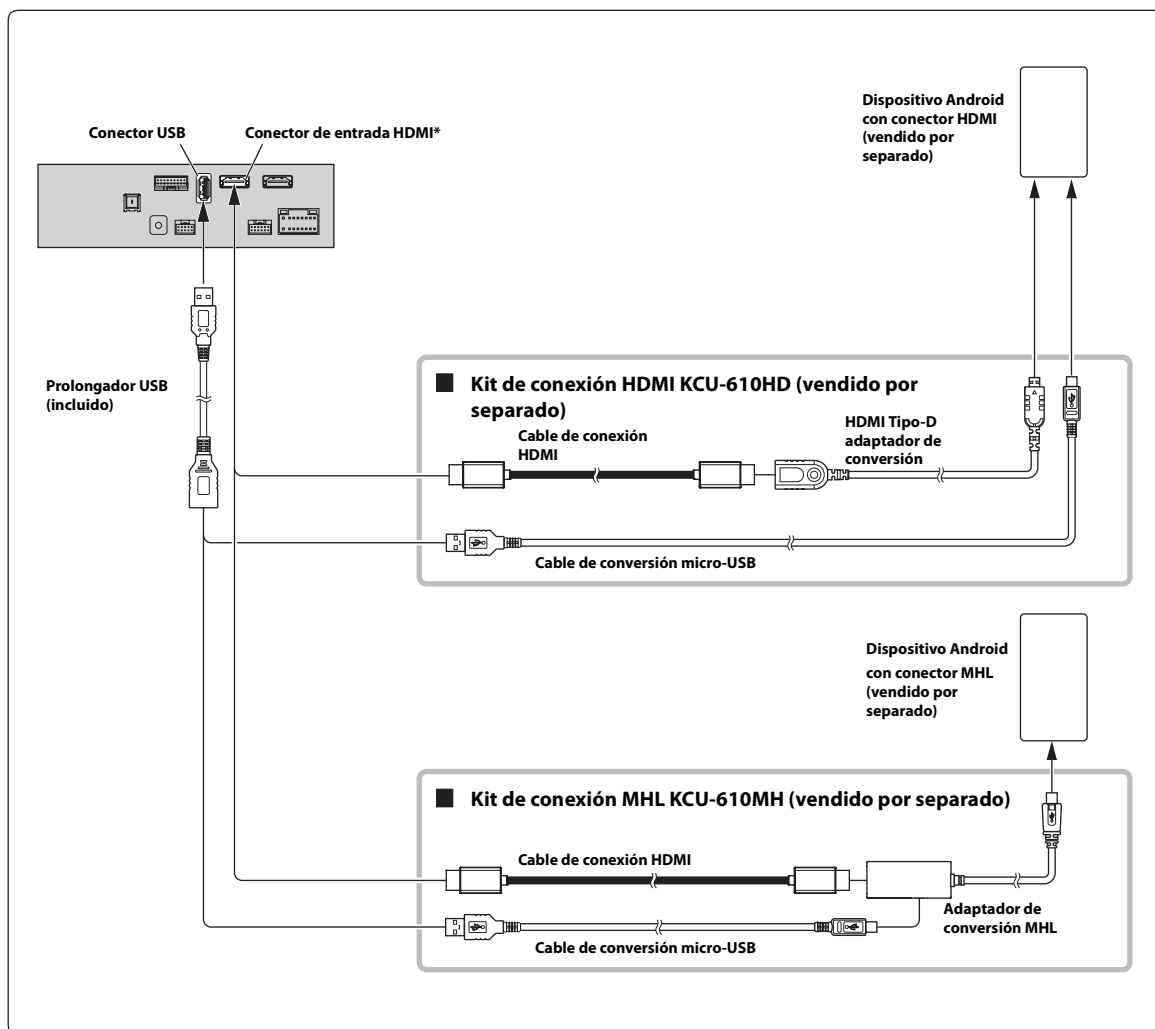 Dispositivo Android
con conector HDMI
(vendido por
separado)
Conector USB
Conector de entrada HDMI*
Prolongador USB
(incluido)
Kit de conexión HDMI KCU-610HD (vendido por
separado)
Cable de conexión
HDMI
HDMI Tipo-D
adaptador de
conversión
Cable de conversión micro-USB
Dispositivo Android
con conector MHL
(vendido por
separado)
Kit de conexión MHL KCU-610MH (vendido por separado)
Cable de conexión HDMI
Adaptador de
conversión MHL
Cable de conversión micro-USB